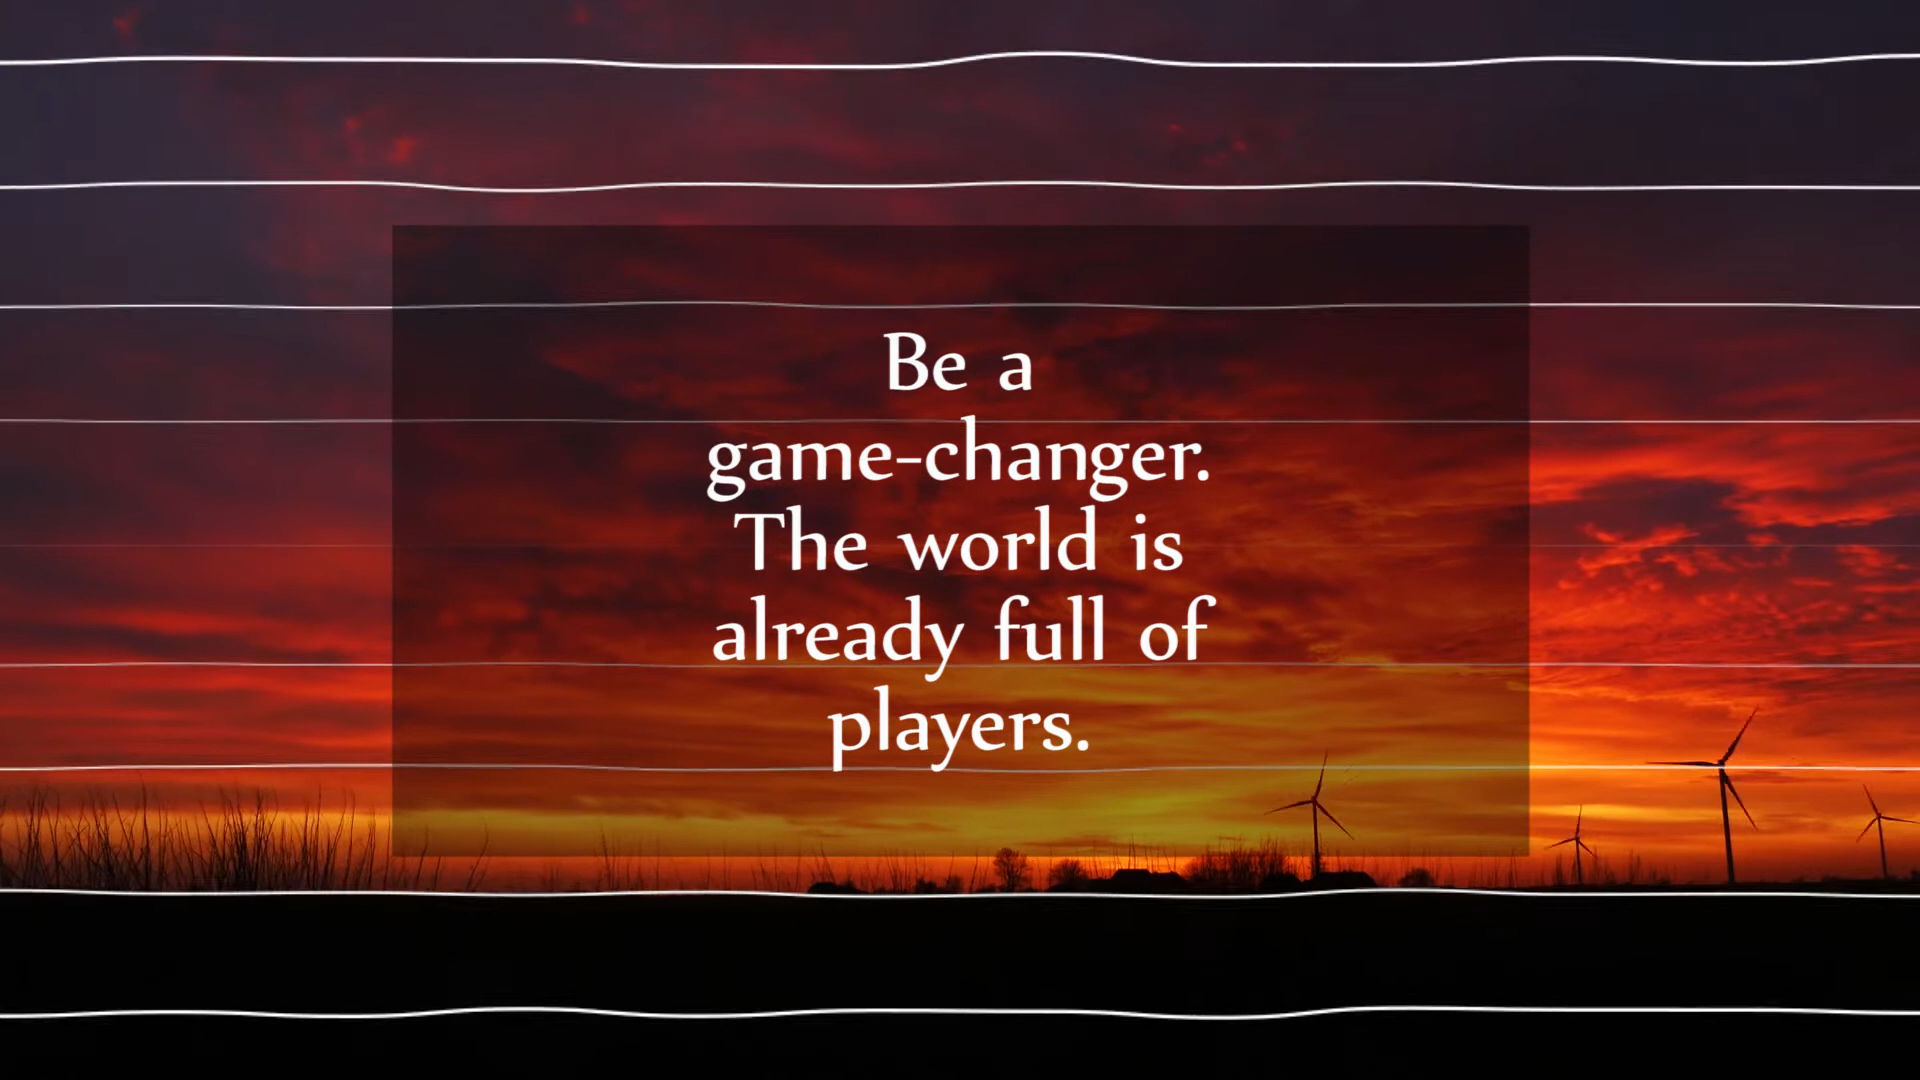 Be a
game-changer.
The world is
already full of
players.